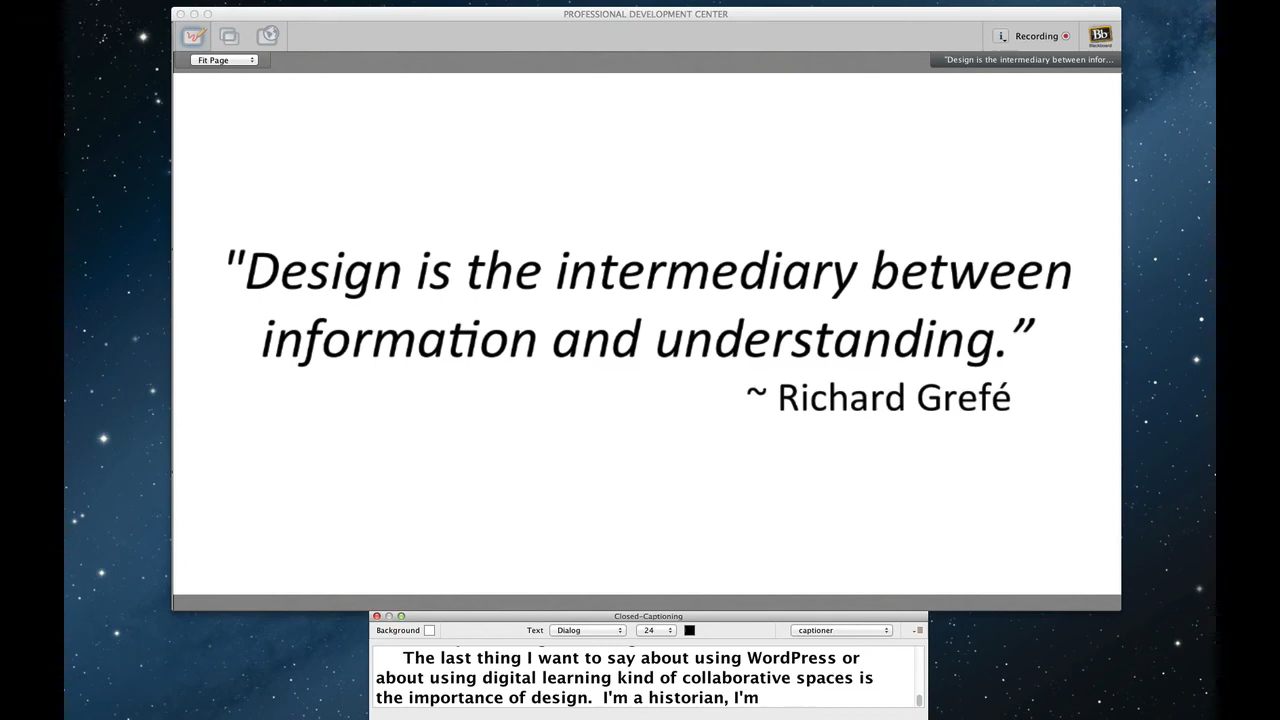 PROFESSIONAL DEVELOPMENT CENTER
Recording
Bb
Blackboard
Fit Page
"Design is the intermediary between infor...
"Design is the intermediary between
information and understanding.”
~ Richard Grefé
Closed-Captioning
Background Text Dialog 24 captioner
The last thing I want to say about using WordPress or
about using digital learning kind of collaborative spaces is
the importance of design.  I'm a historian, I'm